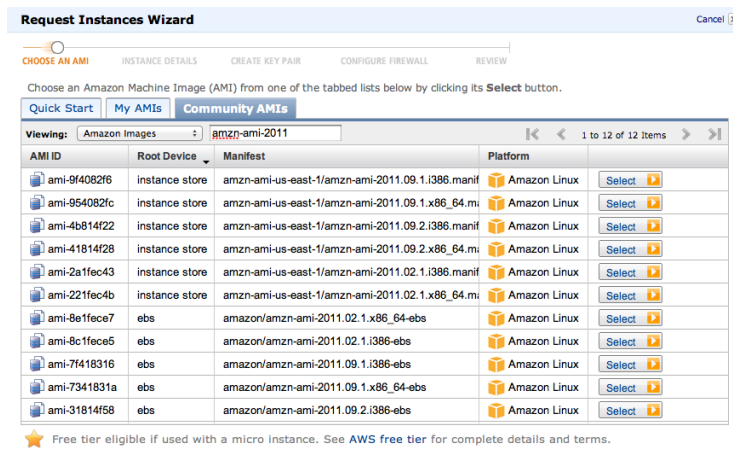 Request Instances Wizard
Cancel
CHOOSE AN AMI INSTANCE DETAILS CREATE KEY PAIR CONFIGURE FIREWALL REVIEW
Choose an Amazon Machine Image (AMI) from one of the tabbed lists below by clicking its Select button.
Quick Start My AMIs Community AMIs
Viewing: Amazon Images amzn-ami-2011 1 to 12 of 12 Items
AMI ID Root Device Manifest Platform
ami-9f4082f6 instance store amzn-ami-us-east-1/amzn-ami-2011.09.1.i386.manif Amazon Linux Select
ami-954082fc instance store amzn-ami-us-east-1/amzn-ami-2011.09.1.x86_64.ma Amazon Linux Select
ami-4b814f22 instance store amzn-ami-us-east-1/amzn-ami-2011.09.2.i386.manif Amazon Linux Select
ami-41814f28 instance store amzn-ami-us-east-1/amzn-ami-2011.09.2.x86_64.ma Amazon Linux Select
ami-2a1fec43 instance store amzn-ami-us-east-1/amzn-ami-2011.02.1.i386.manif Amazon Linux Select
ami-221fec4b instance store amzn-ami-us-east-1/amzn-ami-2011.02.1.x86_64.ma Amazon Linux Select
ami-8e1fece7 ebs amazon/amzn-ami-2011.02.1.x86_64-ebs Amazon Linux Select
ami-8c1fece5 ebs amazon/amzn-ami-2011.02.1.i386-ebs Amazon Linux Select
ami-7f418316 ebs amazon/amzn-ami-2011.09.1.i386-ebs Amazon Linux Select
ami-7341831a ebs amazon/amzn-ami-2011.09.1.x86_64-ebs Amazon Linux Select
ami-31814f58 ebs amazon/amzn-ami-2011.09.2.i386-ebs Amazon Linux Select
Free tier eligible if used with a micro instance. See AWS free tier for complete details and terms.